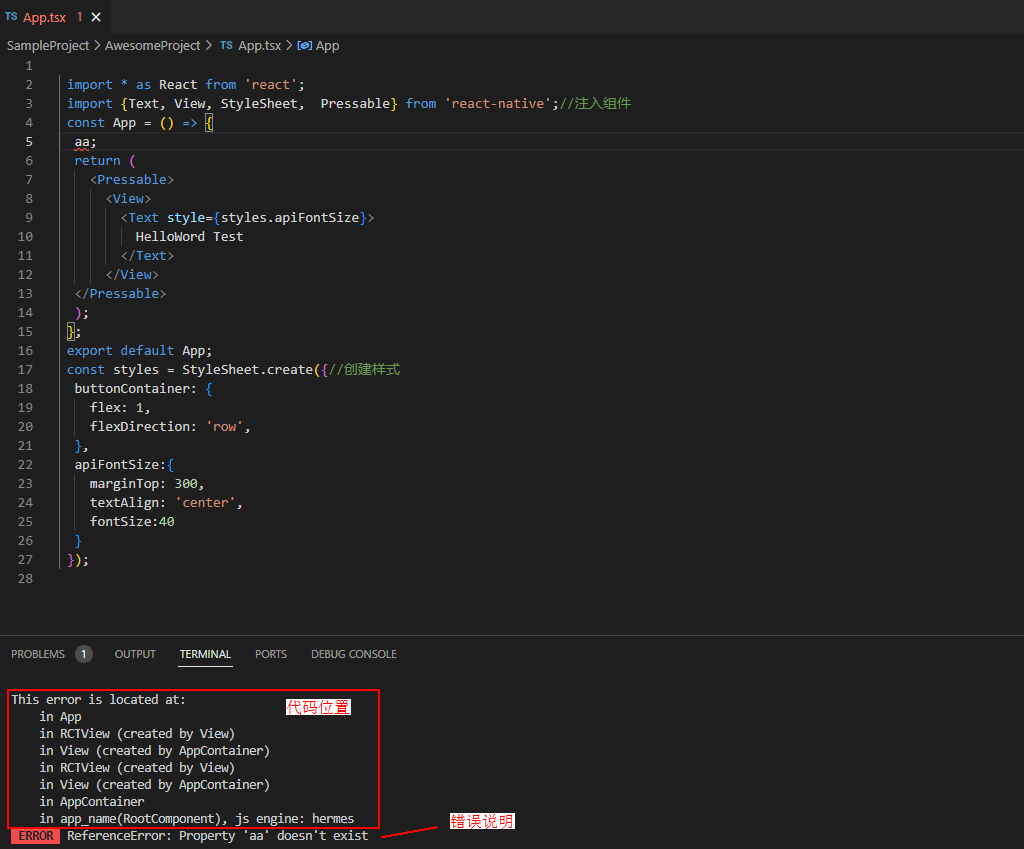 TS App.tsx 1 ×
SampleProject > AwesomeProject > TS App.tsx > App
1
2 import * as React from 'react';
3 import {Text, View, StyleSheet,  Pressable} from 'react-native';//注入组件
4 const App = () => {
5  aa;
6  return (
7    <Pressable>
8      <View>
9        <Text style={styles.apiFontSize}>
10          HelloWord Test
11        </Text>
12      </View>
13  </Pressable>
14  );
15 };
16 export default App;
17 const styles = StyleSheet.create({//创建样式
18  buttonContainer: {
19    flex: 1,
20    flexDirection: 'row',
21  },
22  apiFontSize:{
23    marginTop: 300,
24    textAlign: 'center',
25    fontSize:40
26  }
27 });
28
PROBLEMS 1 OUTPUT TERMINAL PORTS DEBUG CONSOLE
This error is located at:
代码位置
    in App
    in RCTView (created by View)
    in View (created by AppContainer)
    in RCTView (created by View)
    in View (created by AppContainer)
    in AppContainer
    in app_name(RootComponent), js engine: hermes
错误说明
ERROR ReferenceError: Property 'aa' doesn't exist